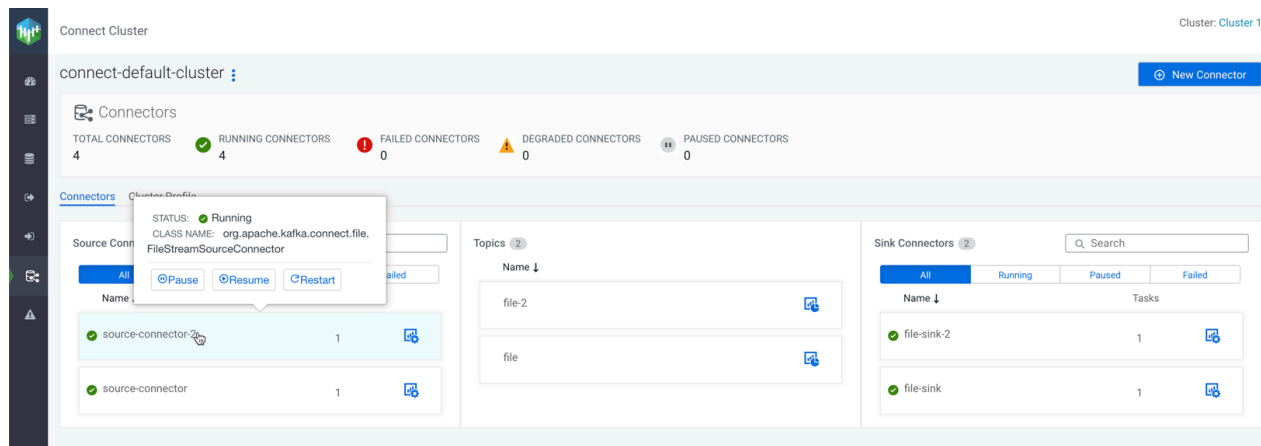 Connect Cluster
Cluster: Cluster 1
connect-default-cluster
New Connector
Connectors
TOTAL CONNECTORS
4
RUNNING CONNECTORS
4
FAILED CONNECTORS
0
DEGRADED CONNECTORS
0
PAUSED CONNECTORS
0
Connectors
STATUS: Running
CLASS NAME: org.apache.kafka.connect.file.
FileStreamSourceConnector
Pause Resume Restart
Source Conn
All
Name
source-connector-2 1
source-connector 1
Topics 2
Name ↓
file-2
file
Sink Connectors 2
Search
All Running Paused Failed
Name ↓ Tasks
file-sink-2 1
file-sink 1